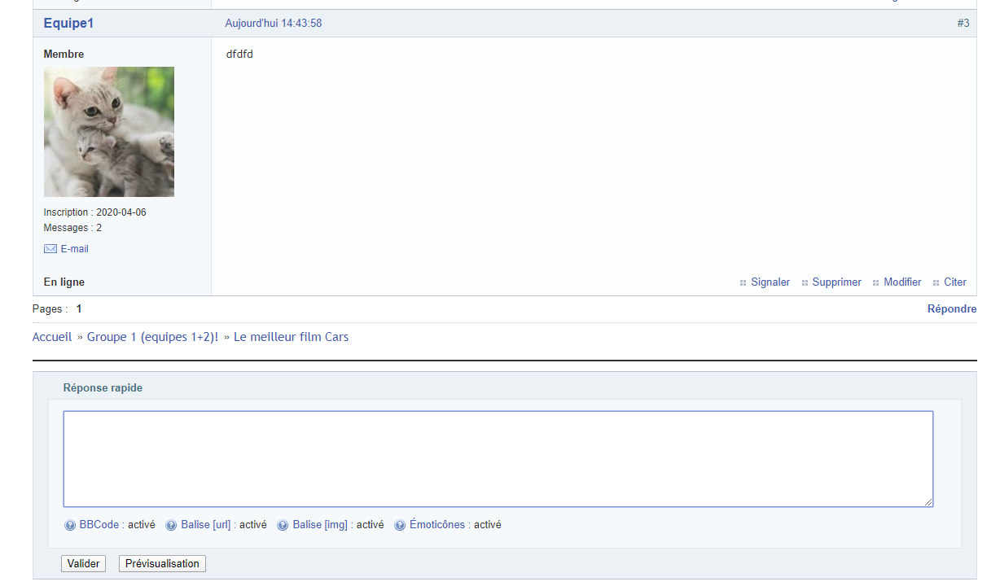 Equipe1 Aujourd'hui 14:43:58 #3
Membre dfdfd
Inscription : 2020-04-06
Messages : 2
E-mail
En ligne Signaler Supprimer Modifier Citer
Pages : 1 Répondre
Accueil » Groupe 1 (equipes 1+2)! » Le meilleur film Cars
Réponse rapide
BBCode : activé Balise [url] : activé Balise [img] : activé Émoticônes : activé
Valider Prévisualisation